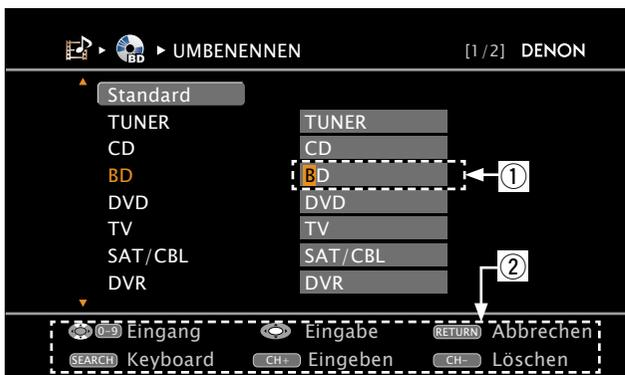 BD ▸ UMBENENNEN [1/2] DENON
Standard
TUNER TUNER
CD CD
BD BD ①
DVD DVD
TV TV
SAT/CBL SAT/CBL
②
DVR DVR
0-9 Eingang Eingabe RETURN Abbrechen
SEARCH Keyboard CH+ Eingeben CH- Löschen